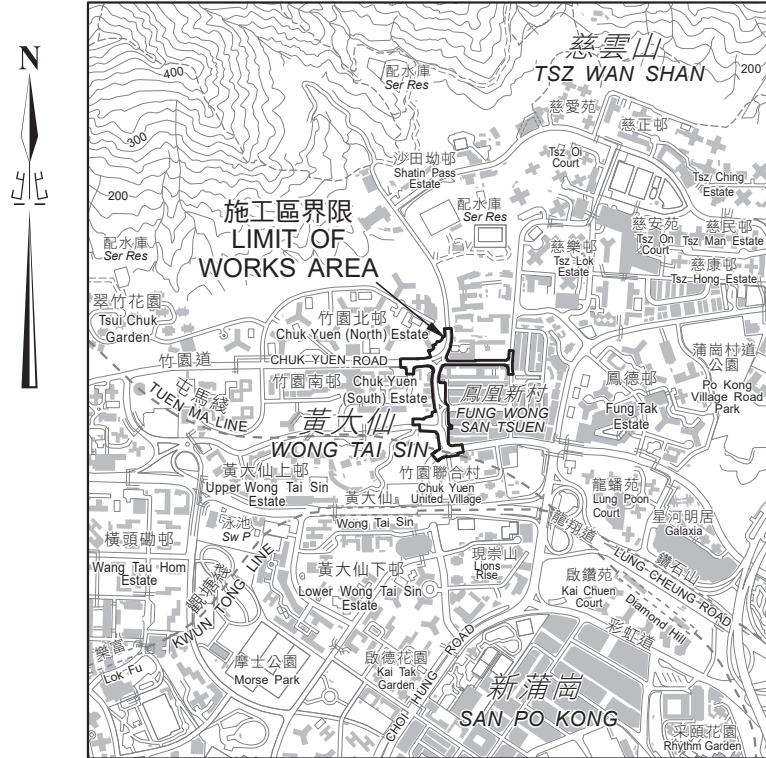 N
慈雲山
TSZ WAN SHAN
200
400
配水庫
Ser Res
慈愛苑
慈正邨
300
沙田坳邨
Shatin Pass
Estate
Tsz Oi
Court
Tsz Ching
Estate
200
施工區界限
LIMIT OF
WORKS AREA
配水庫
Ser Res
慈安苑
Tsz On
Court
慈民邨
Tsz Man Estate
配水庫
Ser Res
慈樂邨
Tsz Lok
Estate
慈康邨
Tsz Hong Estate
翠竹花園
Tsui Chuk
Garden
竹園北邨
Chuk Yuen (North) Estate
竹園道
CHUK YUEN ROAD
蒲崗村道
公園
Po Kong
Village Road
Park
屯馬綫
TUEN MA LINE
竹園南邨
Chuk Yuen
(South) Estate
鳳凰新村
FUNG WONG
SAN TSUEN
鳳德邨
Fung Tak
Estate
黃大仙
WONG TAI SIN
黃大仙上邨
Upper Wong Tai Sin
Estate
竹園聯合村
Chuk Yuen
United Village
龍蟠苑
Lung Poon
Court
黃大仙
Wong Tai Sin
泳池
Sw P
龍翔道
LUNG CHEUNG ROAD
星河明居
Galaxia
橫頭磡邨
Wang Tau Hom
Estate
觀塘綫
KWUN TONG LINE
黃大仙下邨
Lower Wong Tai Sin
Estate
現崇山
Lions
Rise
啟鑽苑
Kai Chuen
Court
鑽石山
Diamond Hill
彩虹道
CHOI HUNG ROAD
樂富
Lok Fu
摩士公園
Morse Park
啟德花園
Kai Tak
Garden
新蒲崗
SAN PO KONG
采頤花園
Rhythm Garden